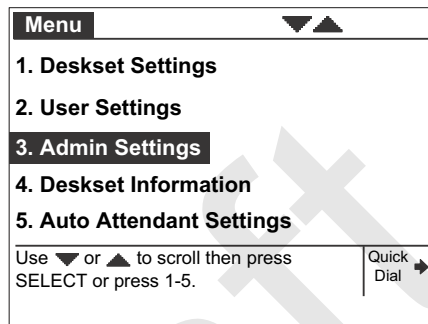 Menu ▼▲
1. Deskset Settings
2. User Settings
3. Admin Settings
4. Deskset Information
5. Auto Attendant Settings
Use ▼ or ▲ to scroll then press
SELECT or press 1-5.
Quick
Dial